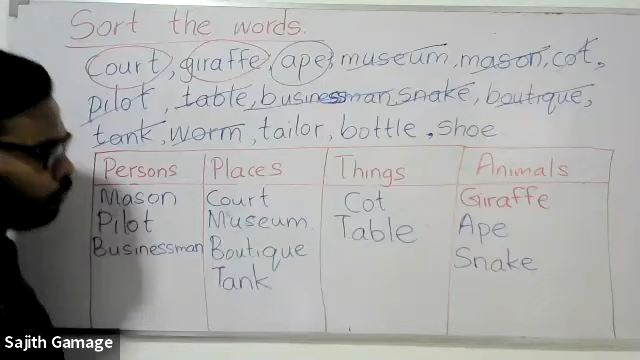 Sort the words.
Court, giraffe, ape, museum, mason, cot,
pilot, table, businessman, snake, boutique,
tank, worm, tailor, bottle, shoe
Persons Places Things Animals
Mason Court Cot Giraffe
Pilot Museum Table Ape
Businessman Boutique Snake
Tank
Sajith Gamage